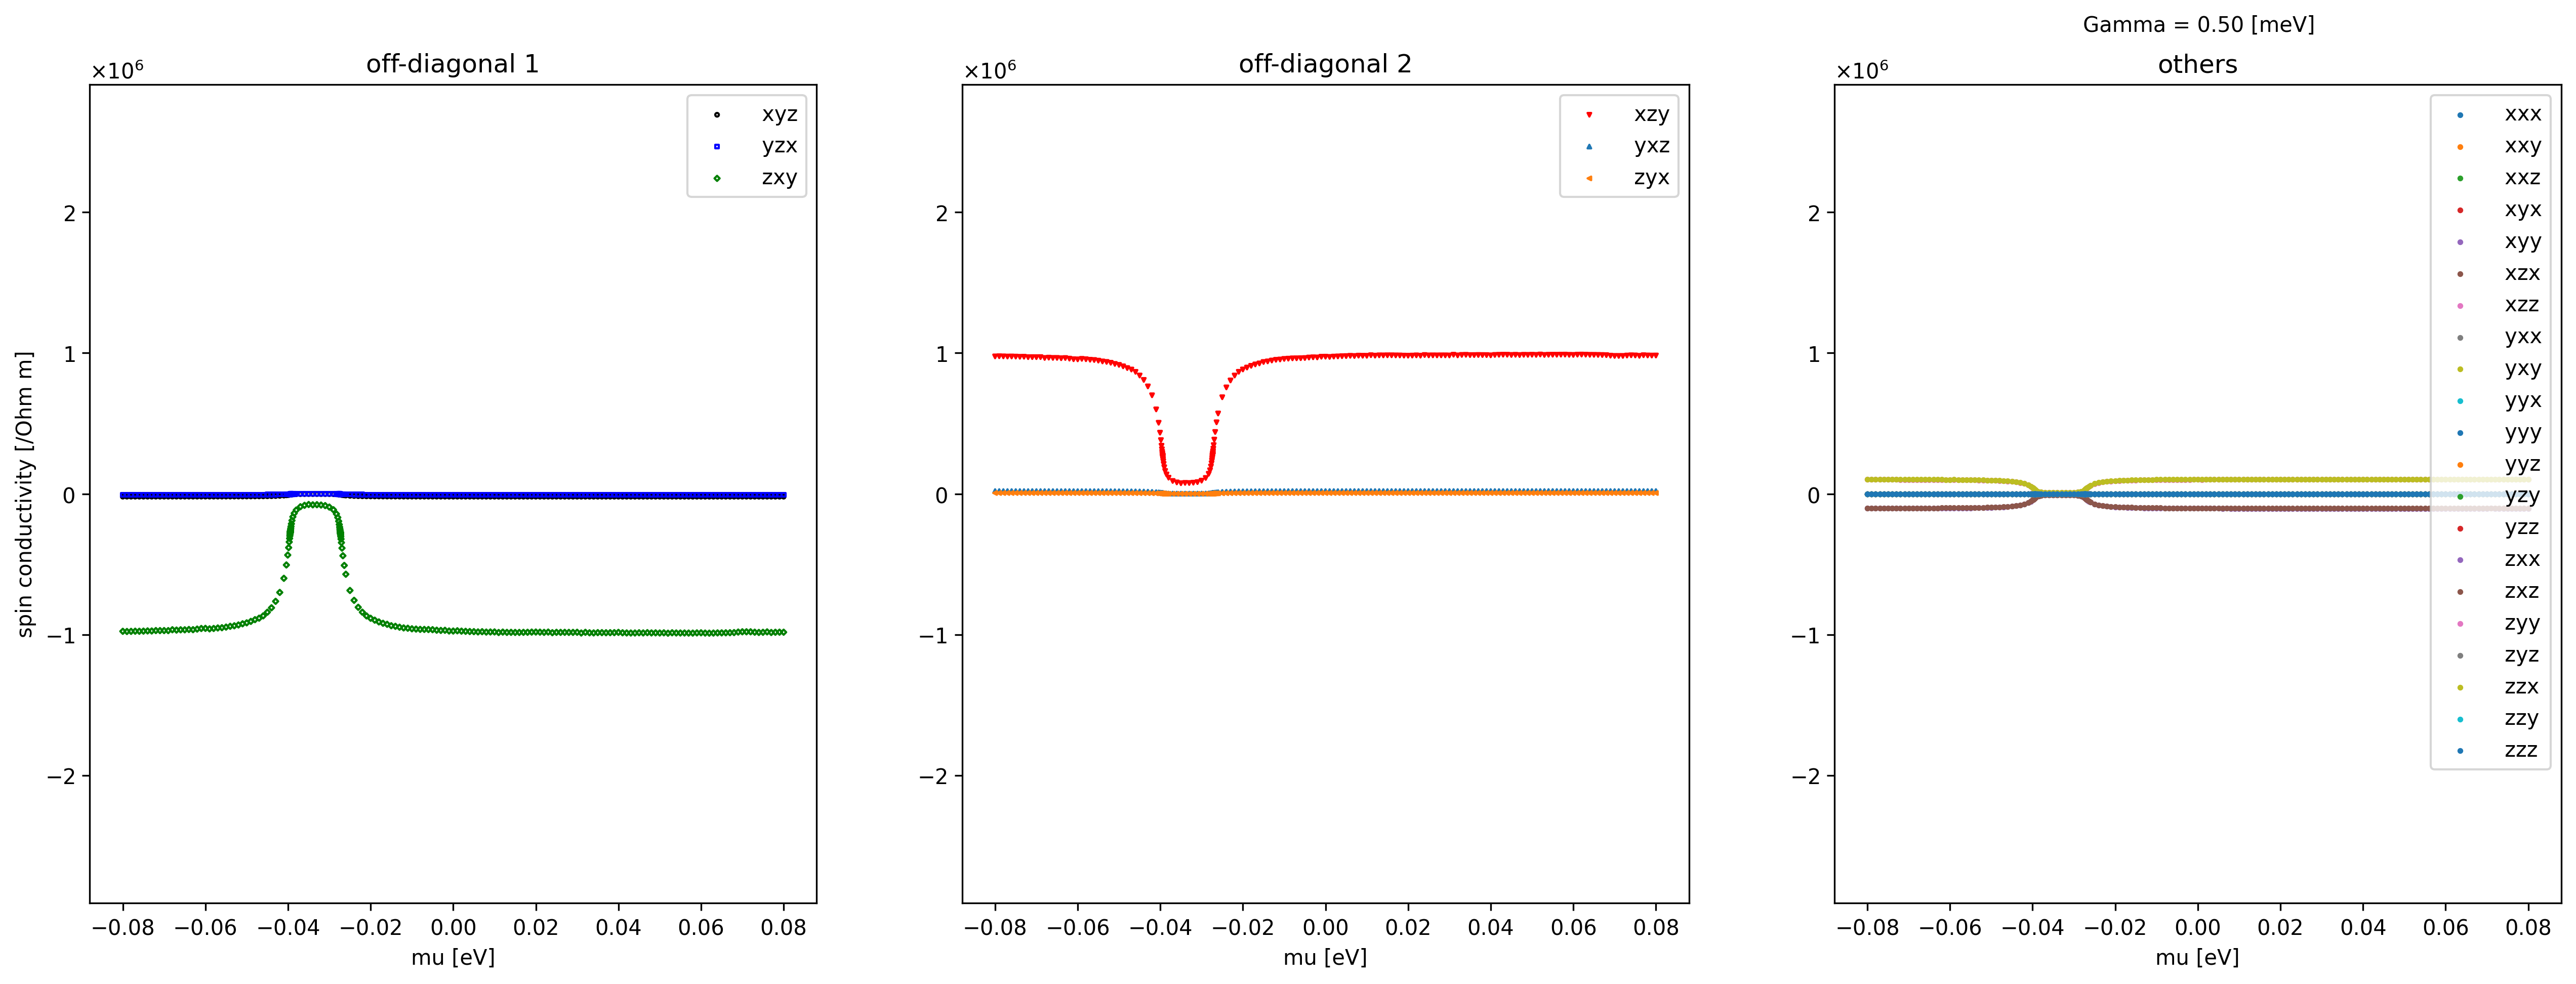 Gamma = 0.50 [meV]
off-diagonal 1
×10⁶
spin conductivity [/Ohm m]
2
1
0
−1
−2
−0.08 −0.06 −0.04 −0.02 0.00 0.02 0.04 0.06 0.08
mu [eV]
xyz
yzx
zxy
off-diagonal 2
×10⁶
2
1
0
−1
−2
−0.08 −0.06 −0.04 −0.02 0.00 0.02 0.04 0.06 0.08
mu [eV]
xzy
yxz
zyx
others
×10⁶
2
1
0
−1
−2
−0.08 −0.06 −0.04 −0.02 0.00 0.02 0.04 0.06 0.08
mu [eV]
xxx
xxy
xxz
xyx
xyy
xzx
xzz
yxx
yxy
yyx
yyy
yyz
yzy
yzz
zxx
zxz
zyy
zyz
zzx
zzy
zzz